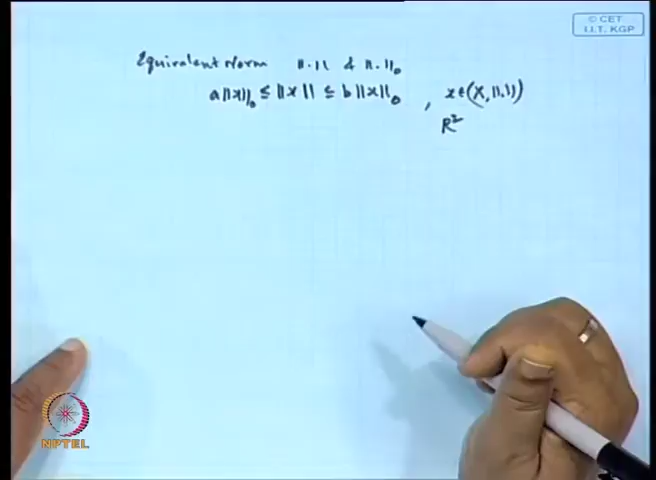 © CET
I.I.T. KGP
Equivalent Norm ||·|| & ||·||₀
a||x||₀ ≤ ||x|| ≤ b||x||₀ , x ∈ (X, ||·||)
R²
NPTEL